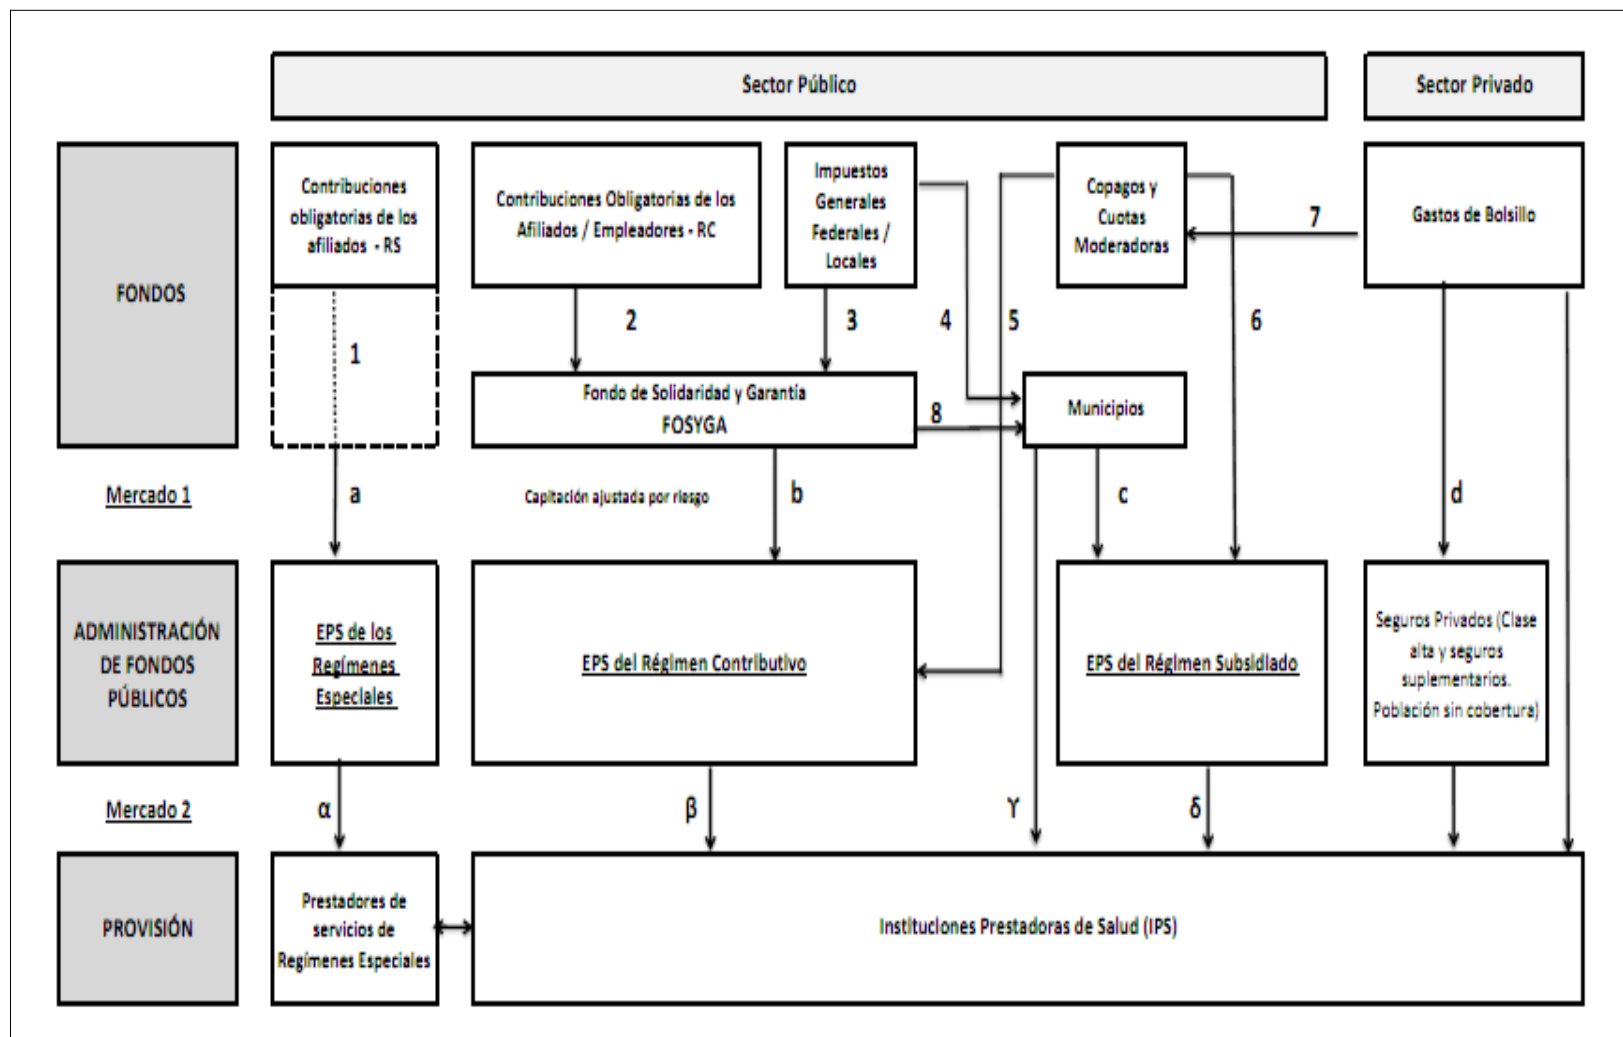 Sector Público
Sector Privado
FONDOS
Contribuciones
obligatorias de los
afiliados - RS
Contribuciones Obligatorias de los
Afiliados / Empleadores - RC
Impuestos
Generales
Federales /
Locales
Copagos y
Cuotas
Moderadoras
7
Gastos de Bolsillo
1
2
3
4
5
6
Fondo de Solidaridad y Garantía
FOSYGA
8
Municipios
Mercado 1
a
Capitación ajustada por riesgo
b
c
d
ADMINISTRACIÓN
DE FONDOS
PÚBLICOS
EPS de los
Regímenes
Especiales
EPS del Régimen Contributivo
EPS del Régimen Subsidiado
Seguros Privados (Clase
alta y seguros
suplementarios.
Población sin cobertura)
Mercado 2
α
β
ϒ
δ
PROVISIÓN
Prestadores de
servicios de
Regímenes Especiales
Instituciones Prestadoras de Salud (IPS)